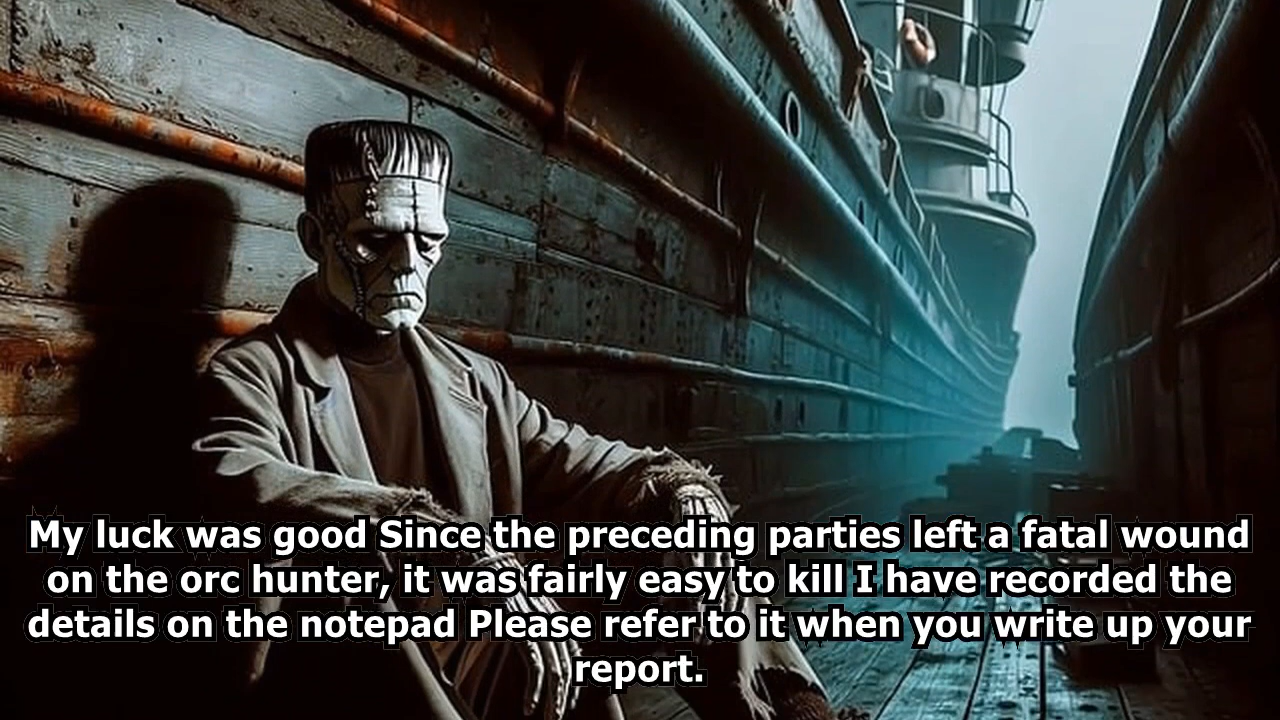 My luck was good Since the preceding parties left a fatal wound
on the orc hunter, it was fairly easy to kill I have recorded the
details on the notepad Please refer to it when you write up your
report.